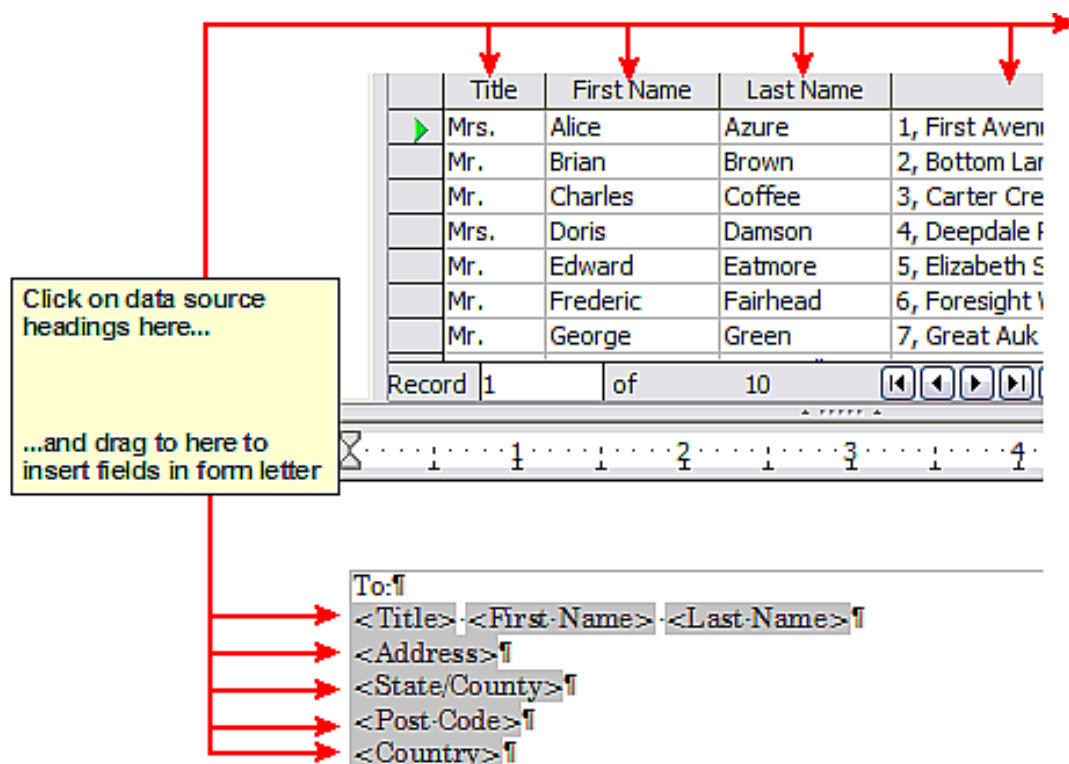 Title First Name Last Name
Mrs. Alice Azure 1, First Aven
Mr. Brian Brown 2, Bottom Lan
Mr. Charles Coffee 3, Carter Cre
Mrs. Doris Damson 4, Deepdale
Mr. Edward Eatmore 5, Elizabeth S
Mr. Frederic Fairhead 6, Foresight
Mr. George Green 7, Great Auk
Record 1 of 10
Click on data source
headings here...
...and drag to here to
insert fields in form letter
1 2 3 4
To:¶
<Title>·<First·Name>·<Last·Name>¶
<Address>¶
<State/County>¶
<Post·Code>¶
<Country>¶